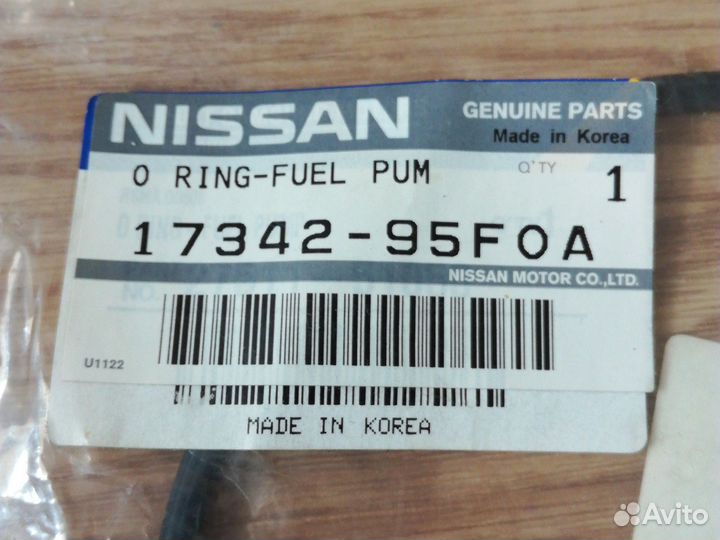 NISSAN GENUINE PARTS
Made in Korea
O RING-FUEL PUM Q'TY 1
17342-95F0A
NISSAN MOTOR CO.,LTD.
U1122
MADE IN KOREA
Avito